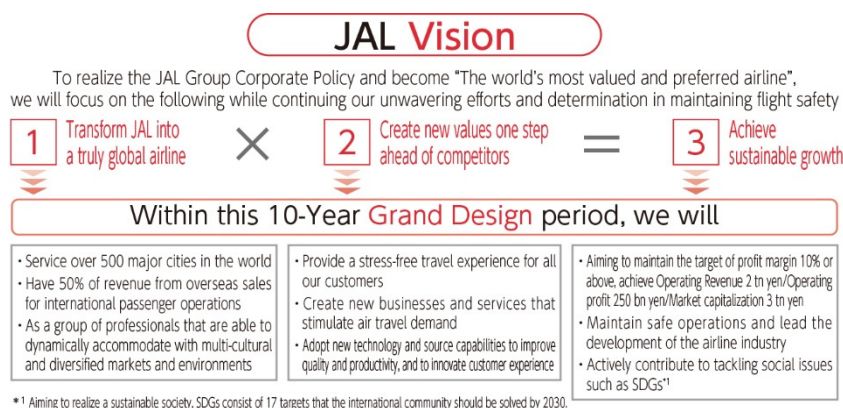 JAL Vision
To realize the JAL Group Corporate Policy and become "The world's most valued and preferred airline",
we will focus on the following while continuing our unwavering efforts and determination in maintaining flight safety
1 Transform JAL into
a truly global airline
×
2 Create new values one step
ahead of competitors
=
3 Achieve
sustainable growth
Within this 10-Year Grand Design period, we will
・Service over 500 major cities in the world
・Have 50% of revenue from overseas sales
for international passenger operations
・As a group of professionals that are able to
dynamically accommodate with multi-cultural
and diversified markets and environments
・Provide a stress-free travel experience for all
our customers
・Create new businesses and services that
stimulate air travel demand
・Adopt new technology and source capabilities to improve
quality and productivity, and to innovate customer experience
・Aiming to maintain the target of profit margin 10% or
above, achieve Operating Revenue 2 tn yen/Operating
profit 250 bn yen/Market capitalization 3 tn yen
・Maintain safe operations and lead the
development of the airline industry
・Actively contribute to tackling social issues
such as SDGs*1
*1 Aiming to realize a sustainable society, SDGs consist of 17 targets that the international community should be solved by 2030.